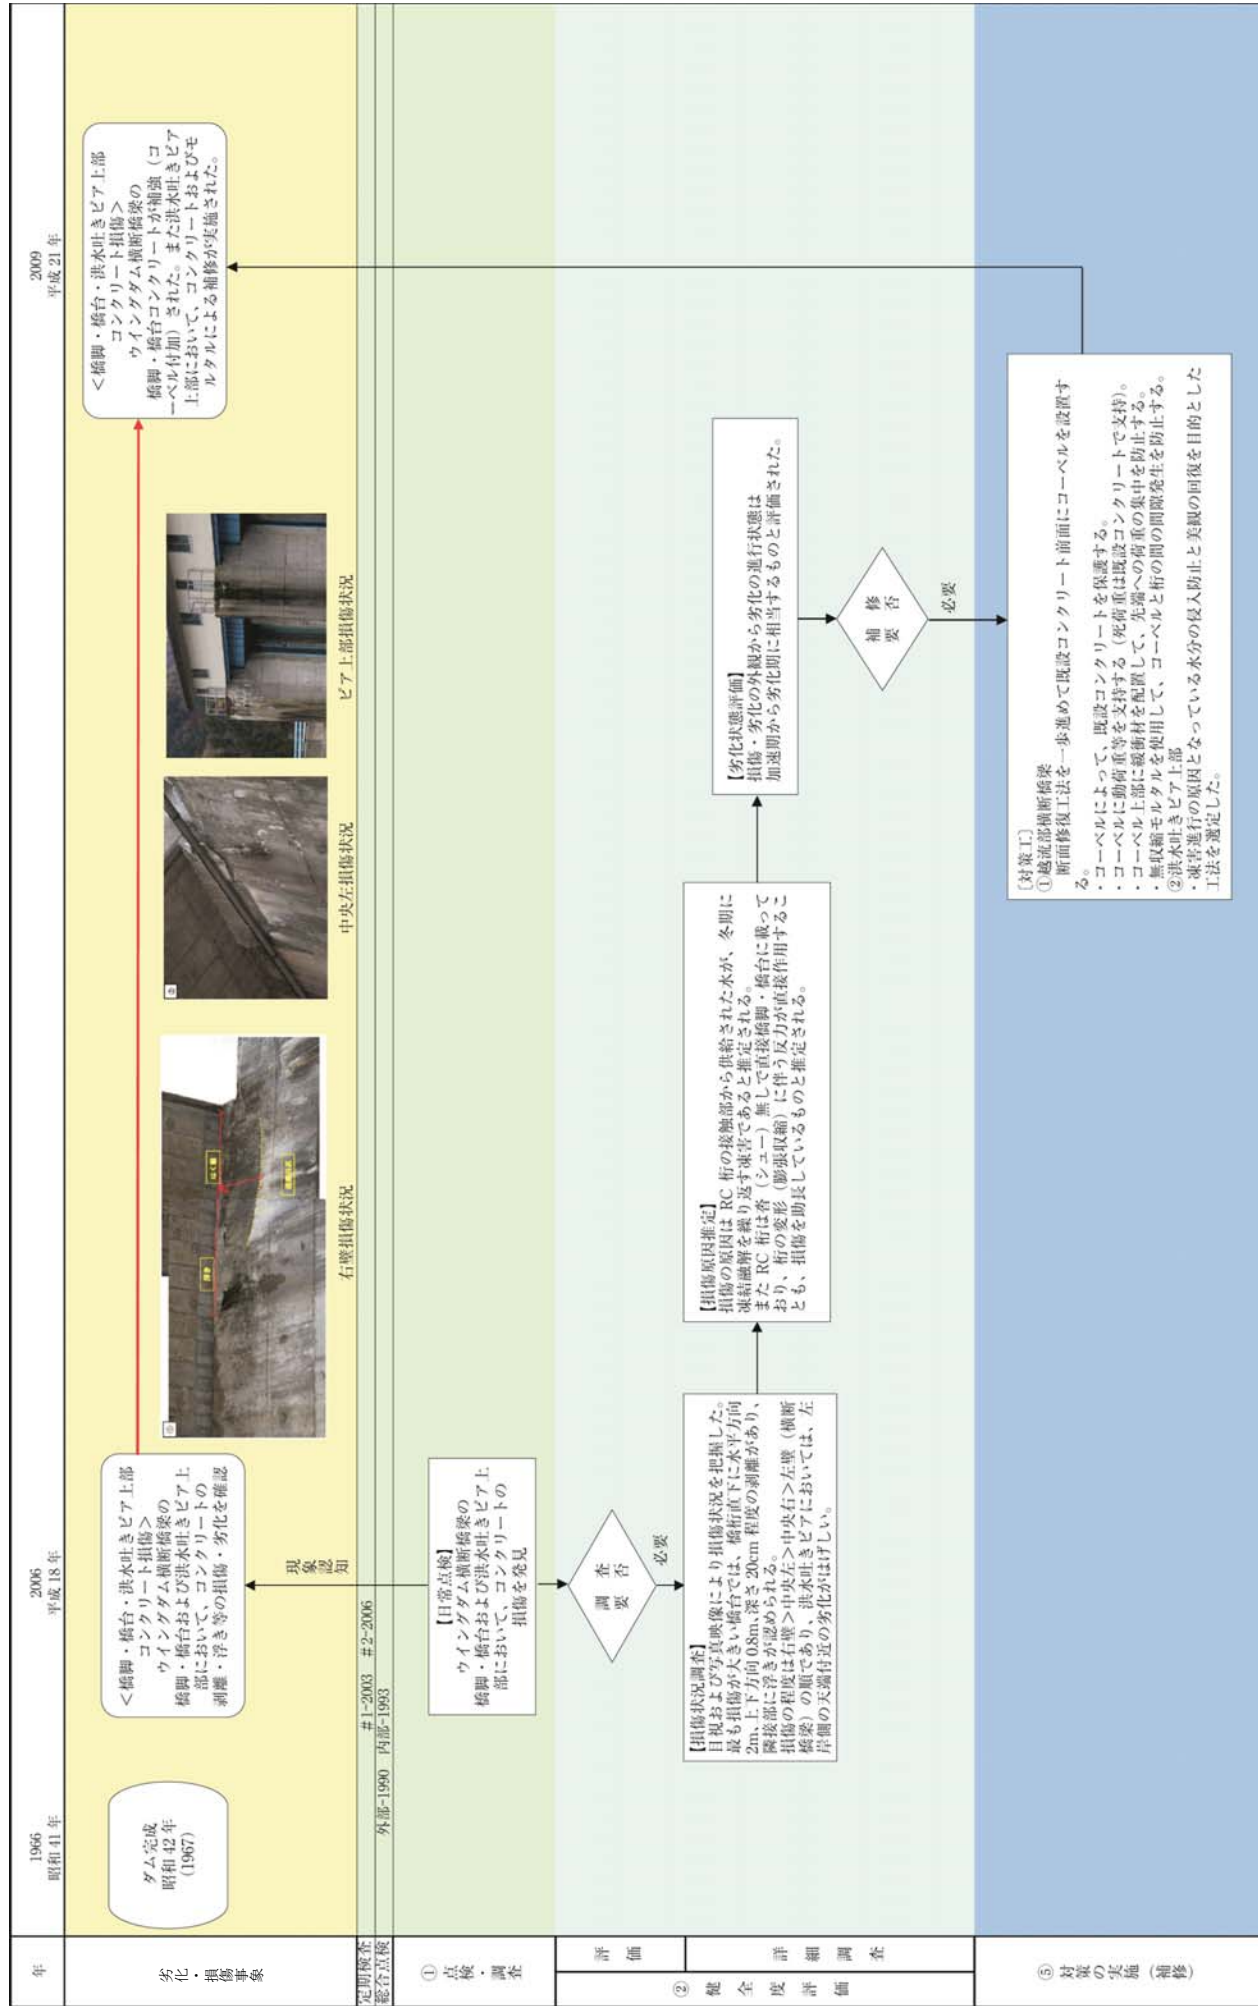 年
1966
昭和 41 年
2006
平成 18 年
2009
平成 21 年
劣化・損傷事象
ダム完成
昭和 42 年
(1967)
＜橋脚・橋台・洪水吐きピア上部
コンクリート損傷＞
ウイングダム横断橋梁の
橋脚・橋台および洪水吐きピア上
部において、コンクリートの
剥離・浮き等の損傷・劣化を確認
右壁損傷状況
中央左損傷状況
ピア上部損傷状況
＜橋脚・橋台・洪水吐きピア上部
コンクリート損傷＞
ウイングダム横断橋梁の
橋脚・橋台コンクリートが補強（コ
ーベル付加）された。また洪水吐きピア
上部において、コンクリートおよびモ
ルタルによる補修が実施された。
現象
認知
定期検査
#1-2003
#2-2006
総合点検
外部-1990
内部-1993
①
点検・調査
【日常点検】
ウイングダム横断橋梁の
橋脚・橋台および洪水吐きピア上
部において、コンクリートの
損傷を発見
②
健全度評価
評価
調査
要否
必要
詳細調査
【損傷状況調査】
目視および写真映像により損傷状況を把握した。
最も損傷が大きい橋台では、橋桁直下に水平方向
2m、上下方向 0.8m、深さ 20cm 程度の剥離があり、
隣接部に浮きが認められる。
損傷の程度は右壁＞中央左＞中央右＞左壁（横断
橋梁）の順であり、洪水吐きピアにおいては、左
岸側の天端付近の劣化がはげしい。
【損傷原因推定】
損傷の原因は RC 桁の接触部から供給された水が、冬期に
凍結融解を繰り返す凍害であると推定される。
また RC 桁は沓（シュー）無しで直接橋脚・橋台に載って
おり、桁の変形（膨張収縮）に伴う反力が直接作用するこ
とも、損傷を助長しているものと推定される。
【劣化状態評価】
損傷・劣化の外観から劣化の進行状態は
加速期から劣化期に相当するものと評価された。
補修
要否
必要
⑤
対策の実施（補修）
［対策工］
①越流部横断橋梁
断面修復工法を一歩進めて既設コンクリート前面にコーベルを設置す
る。
・コーベルによって、既設コンクリートを保護する。
・コーベルに動荷重等を支持する（死荷重は既設コンクリートで支持）。
・コーベル上部に緩衝材を配置して、先端への荷重の集中を防止する。
・無収縮モルタルを使用して、コーベルと桁の間の間隙発生を防止する。
②洪水吐きピア上部
・凍害進行の原因となっている水分の侵入防止と美観の回復を目的とした
工法を選定した。